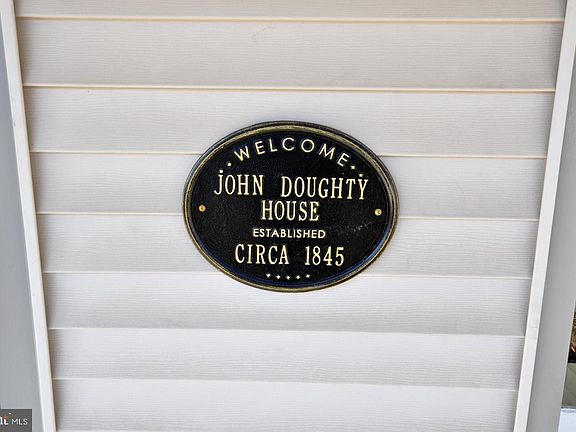 WELCOME
JOHN DOUGHTY
HOUSE
ESTABLISHED
CIRCA 1845
MLS